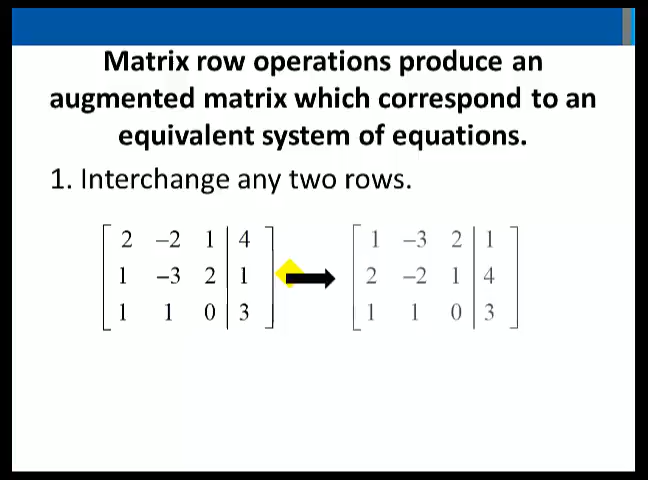 Matrix row operations produce an
augmented matrix which correspond to an
equivalent system of equations.
1. Interchange any two rows.
2 –2 1 4 1 –3 2 1
1 –3 2 1 2 –2 1 4
1 1 0 3 1 1 0 3